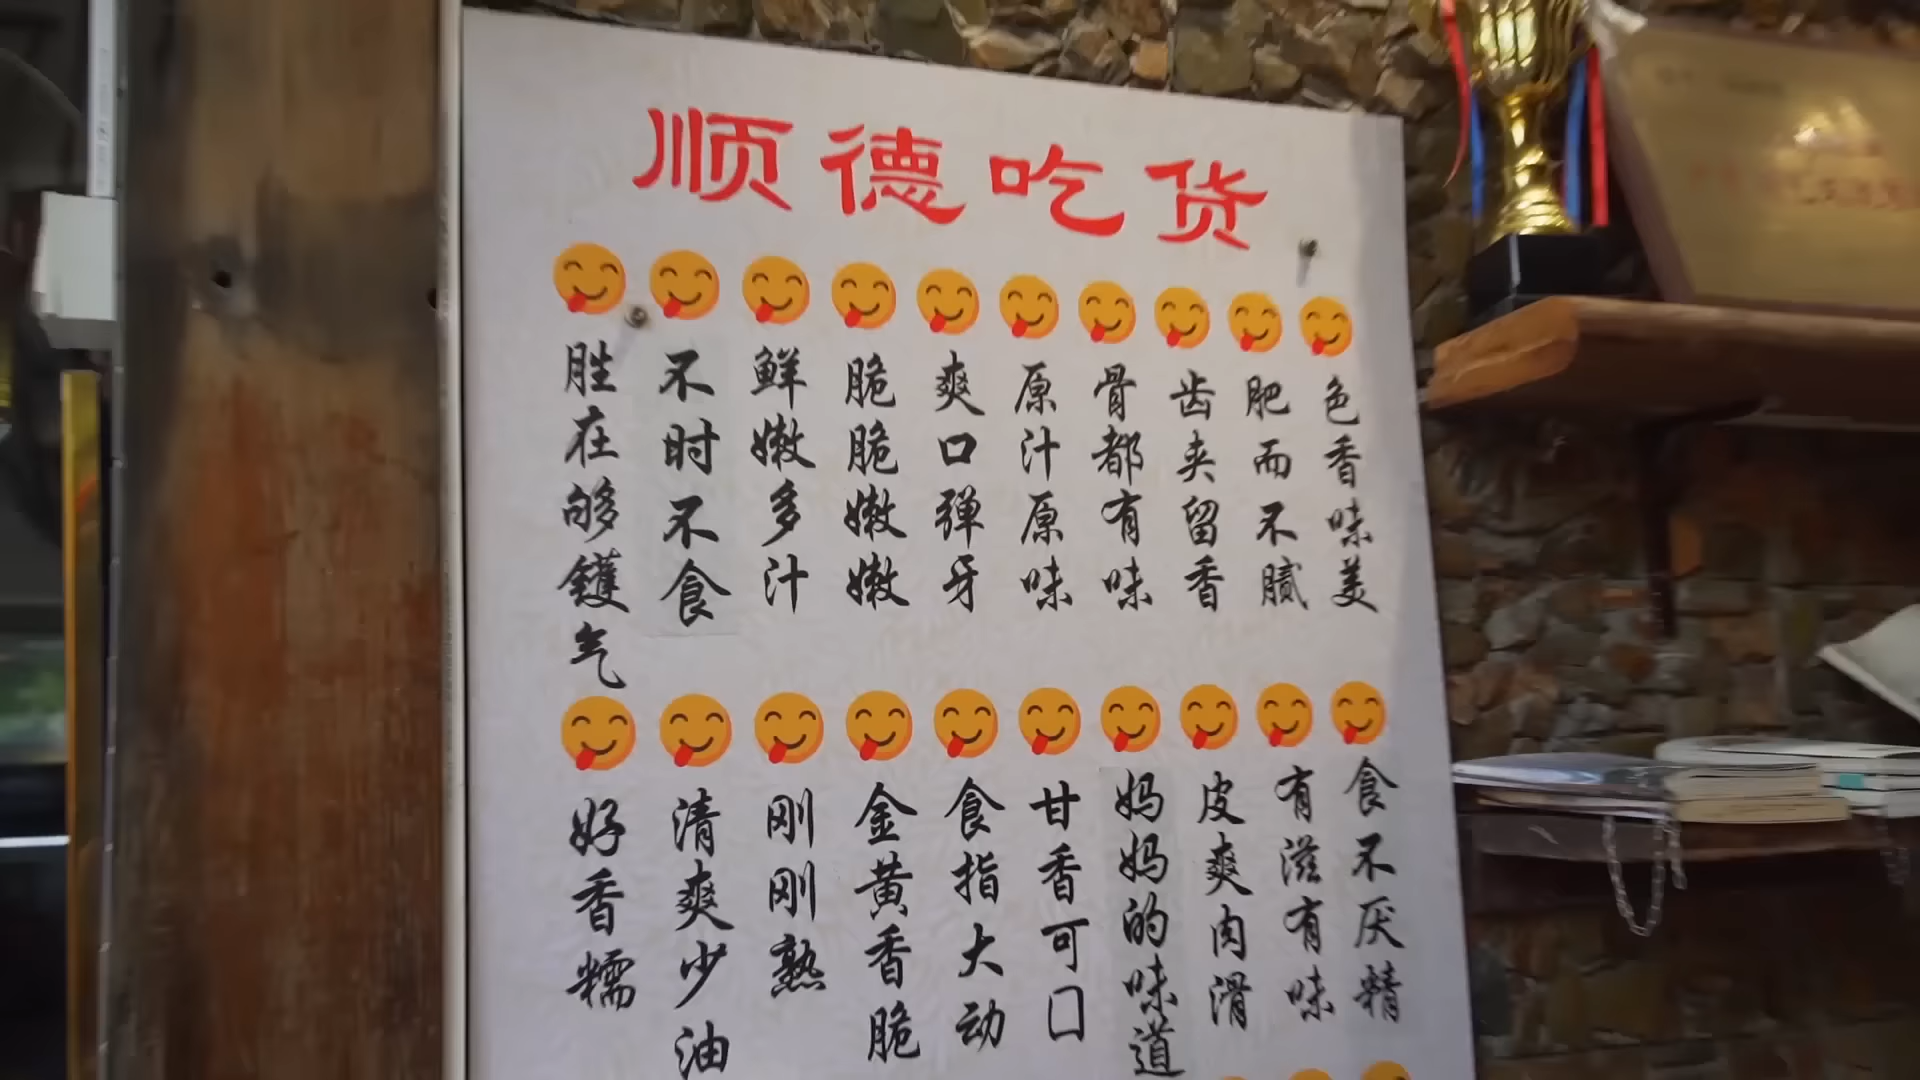 顺德吃货
胜在够镬气
不时不食
鲜嫩多汁
脆脆嫩嫩
爽口弹牙
原汁原味
骨都有味
齿夹留香
肥而不腻
色香味美
好香糯
清爽少油
刚刚熟
金黄香脆
食指大动
甘香可口
妈妈的味道
皮爽肉滑
有滋有味
食不厌精